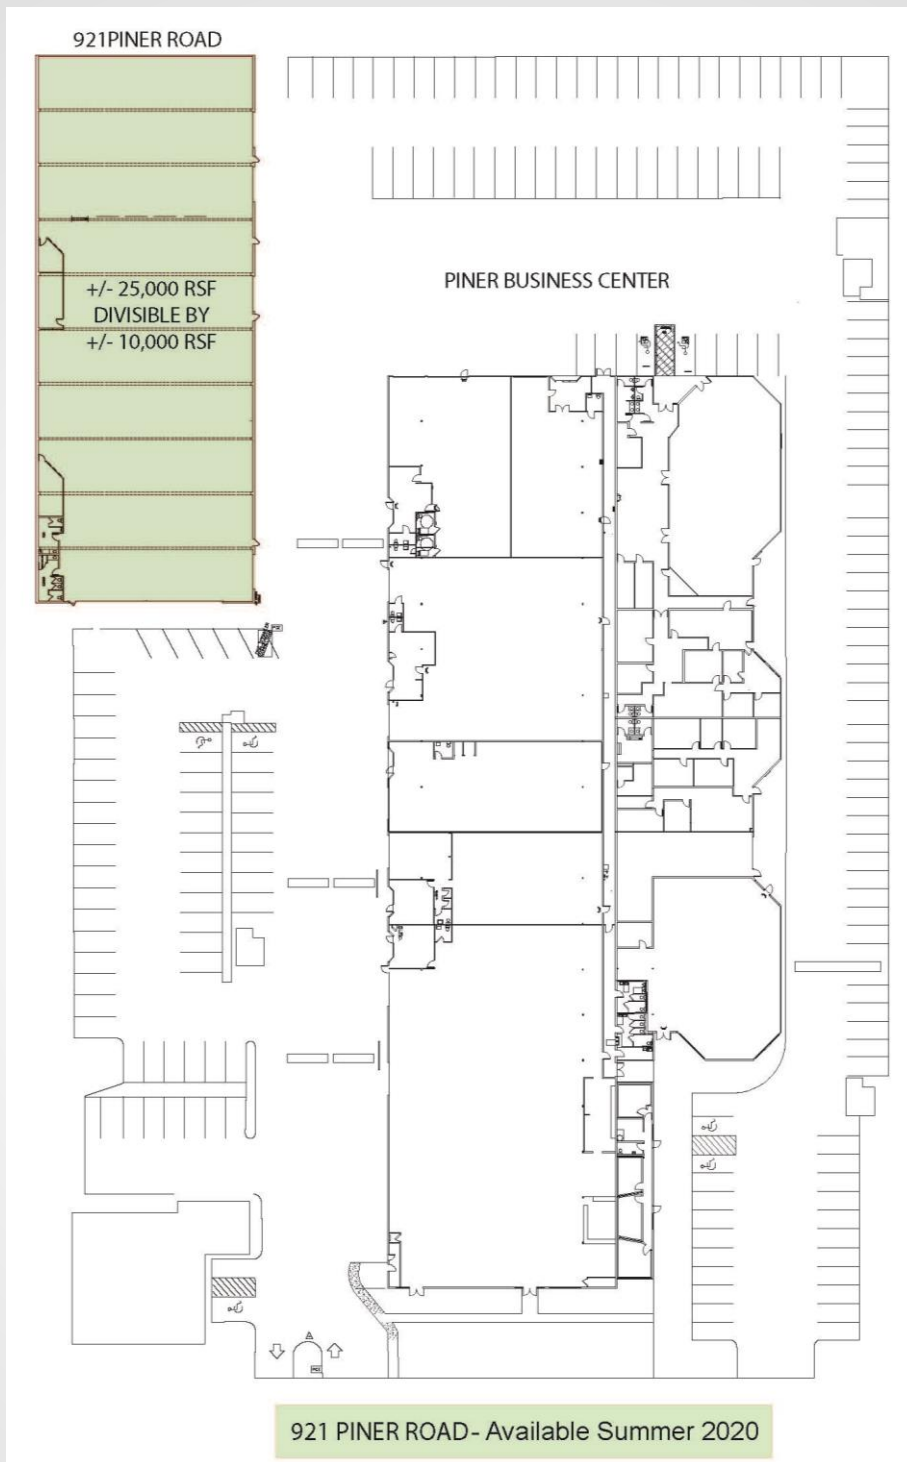 921PINER ROAD
+/- 25,000 RSF
DIVISIBLE BY
+/- 10,000 RSF
PINER BUSINESS CENTER
921 PINER ROAD- Available Summer 2020